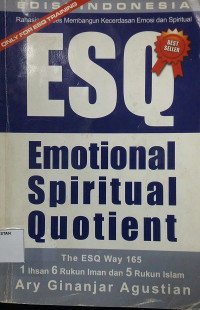 EDISI INDONESIA
Rahasia Sukses Membangun Kecerdasan Emosi dan Spiritual
ONLY FOR ESQ TRAINING
ESQ
BEST
SELLER
Emotional
Spiritual
Quotient
The ESQ Way 165
1 Ihsan 6 Rukun Iman dan 5 Rukun Islam
Ary Ginanjar Agustian